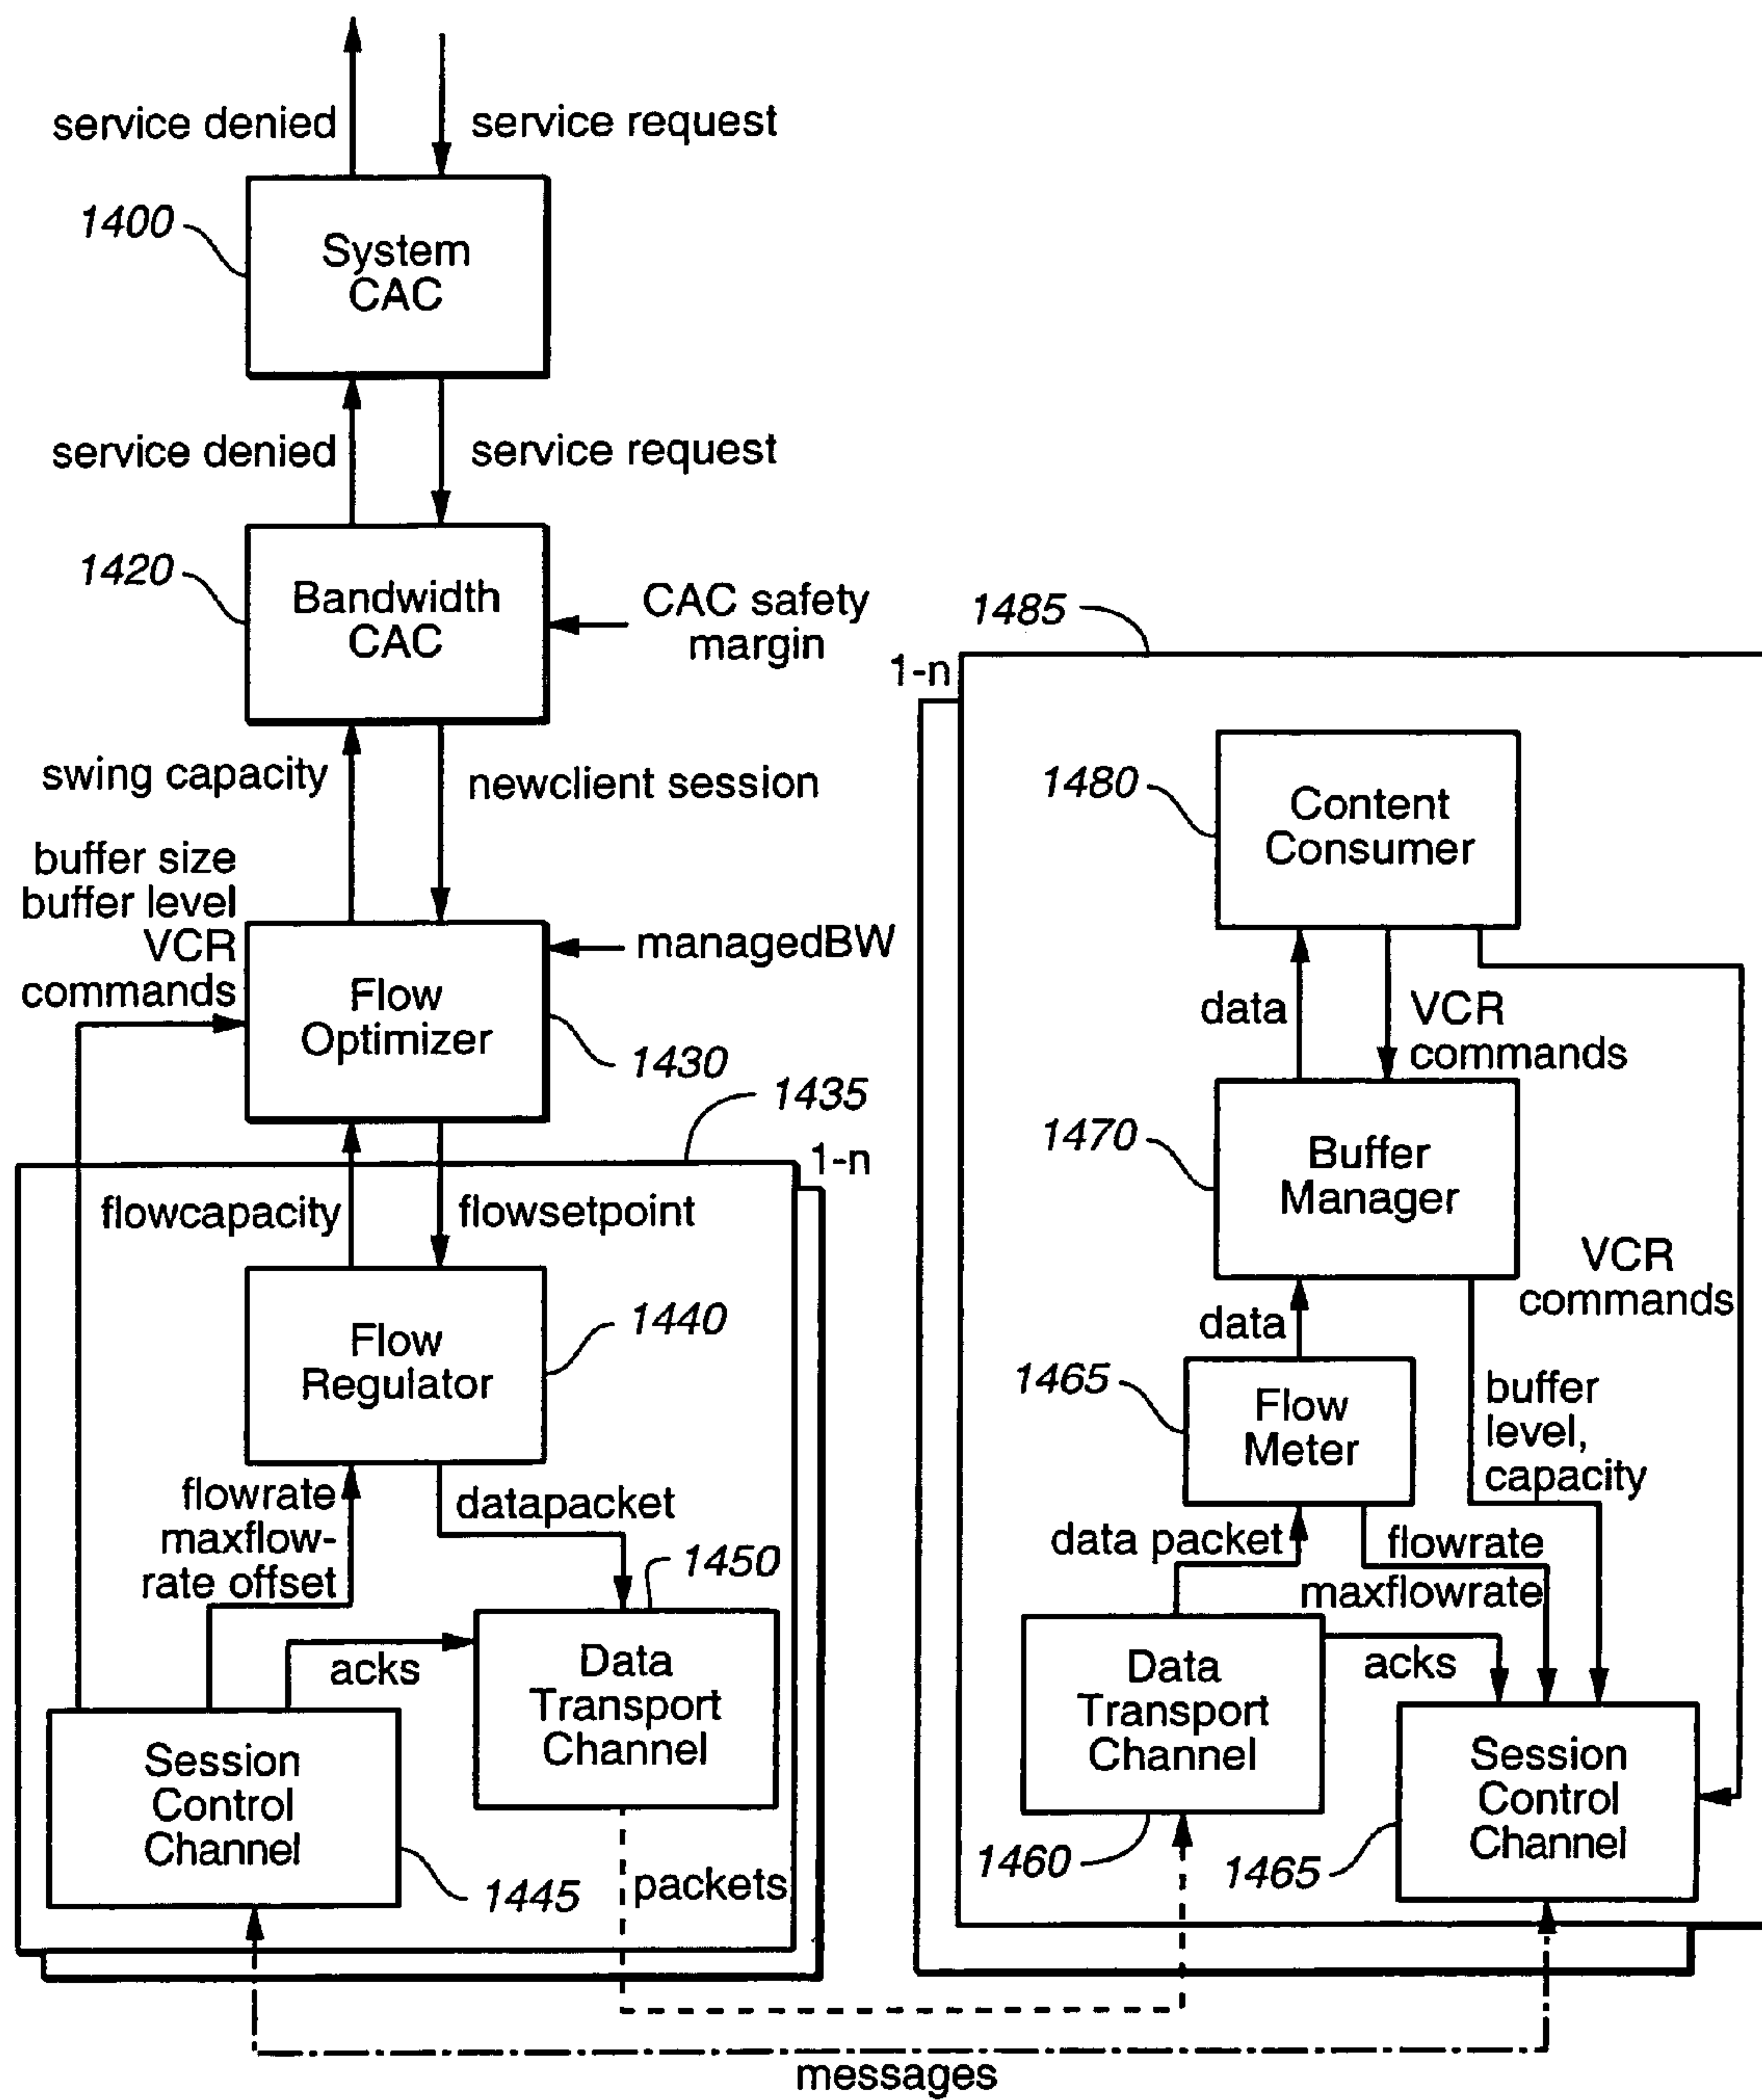 service denied
service request
1400
System
CAC
service denied
service request
1420
Bandwidth
CAC
CAC safety
margin
swing capacity
newclient session
buffer size
buffer level
VCR
commands
managedBW
Flow
Optimizer
1430
1435
1-n
flowcapacity
flowsetpoint
Flow
Regulator
1440
flowrate
maxflow-
rate offset
datapacket
1450
acks
Data
Transport
Channel
Session
Control
Channel
1445
packets
messages
1485
1-n
1480
Content
Consumer
data
VCR
commands
1470
Buffer
Manager
VCR
commands
data
1465
Flow
Meter
buffer
level,
capacity
data packet
flowrate
maxflowrate
acks
Data
Transport
Channel
1460
Session
Control
Channel
1465